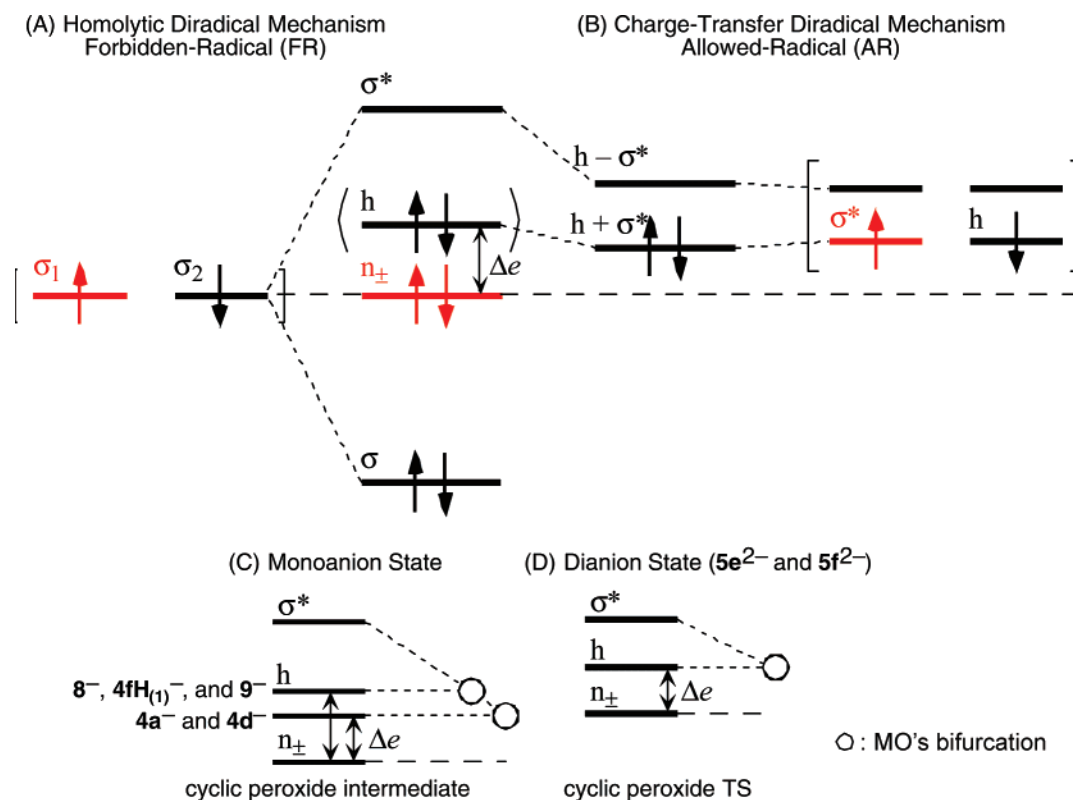 (A) Homolytic Diradical Mechanism
Forbidden-Radical (FR)
(B) Charge-Transfer Diradical Mechanism
Allowed-Radical (AR)
σ*
h – σ*
h
h + σ*
σ*
h
σ1
σ2
n±
Δe
σ
(C) Monoanion State
(D) Dianion State (5e2– and 5f2–)
σ*
σ*
h
h
8–, 4fH(1)–, and 9–
4a– and 4d–
n±
Δe
n±
Δe
: MO's bifurcation
cyclic peroxide intermediate
cyclic peroxide TS